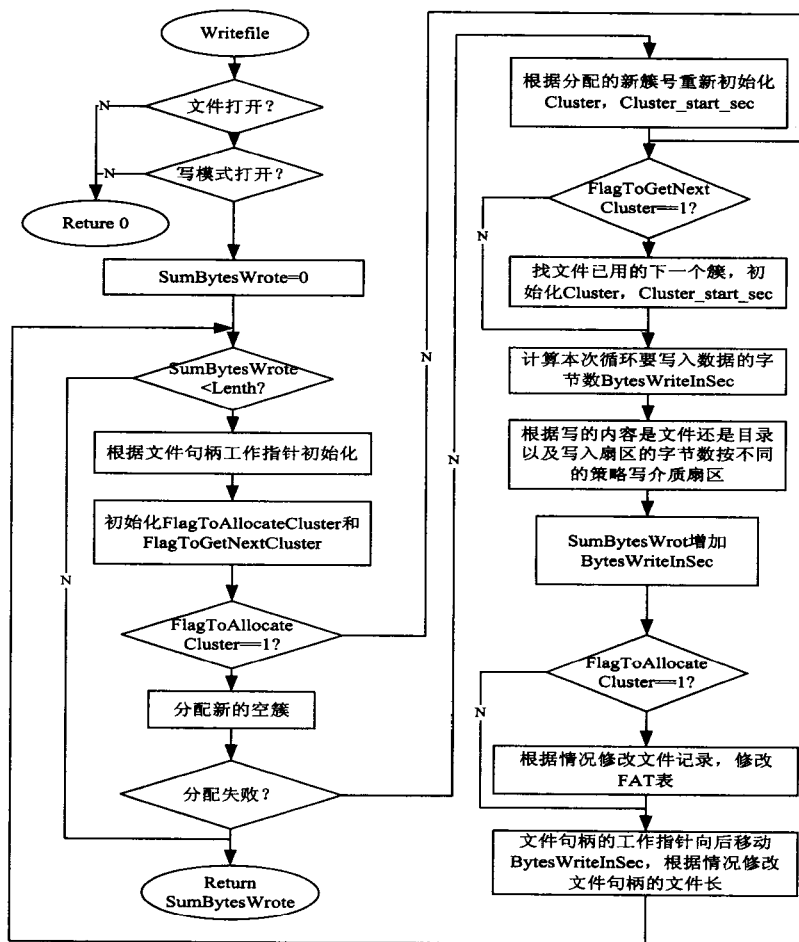 Writefile
文件打开？
N
写模式打开？
N
Reture 0
SumBytesWrote=0
SumBytesWrote
<Lenth?
N
根据文件句柄工作指针初始化
初始化FlagToAllocateCluster和
FlagToGetNextCluster
FlagToAllocate
Cluster==1?
N
分配新的空簇
分配失败？
N
Return
SumBytesWrote
根据分配的新簇号重新初始化
Cluster，Cluster_start_sec
FlagToGetNext
Cluster==1?
N
找文件已用的下一个簇，初
始化Cluster，Cluster_start_sec
计算本次循环要写入数据的字
节数BytesWriteInSec
根据写的内容是文件还是目录
以及写入扇区的字节数按不同
的策略写介质扇区
SumBytesWrot增加
BytesWriteInSec
FlagToAllocate
Cluster==1?
N
根据情况修改文件记录，修改
FAT表
文件句柄的工作指针向后移动
BytesWriteInSec，根据情况修改
文件句柄的文件长